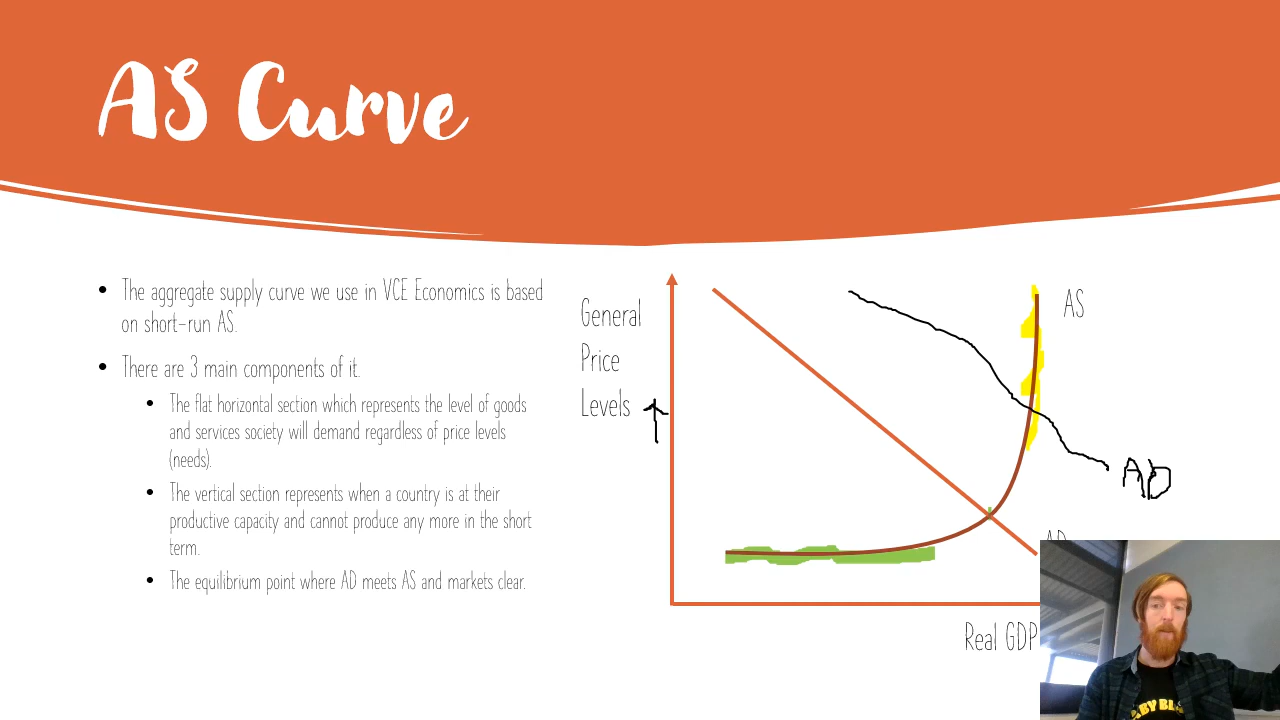 AS Curve
• The aggregate supply curve we use in VCE Economics is based
on short-run AS.
• There are 3 main components of it.
• The flat horizontal section which represents the level of goods
and services society will demand regardless of price levels
(needs).
• The vertical section represents when a country is at their
productive capacity and cannot produce any more in the short
term.
• The equilibrium point where AD meets AS and markets clear.
General
Price
Levels
AS
AD
Real GDP